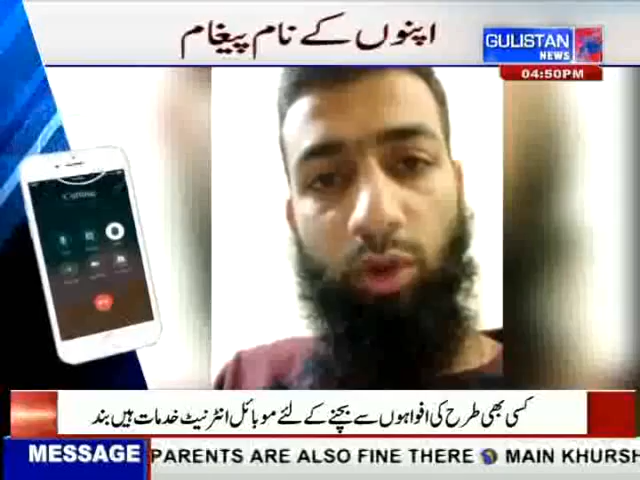 اپنوں کے نام پیغام
GULISTAN
NEWS
04:50PM
کسی بھی طرح کی افواہوں سے بچنے کے لئے موبائل انٹرنیٹ خدمات ہیں بند
MESSAGE PARENTS ARE ALSO FINE THERE MAIN KHURSH